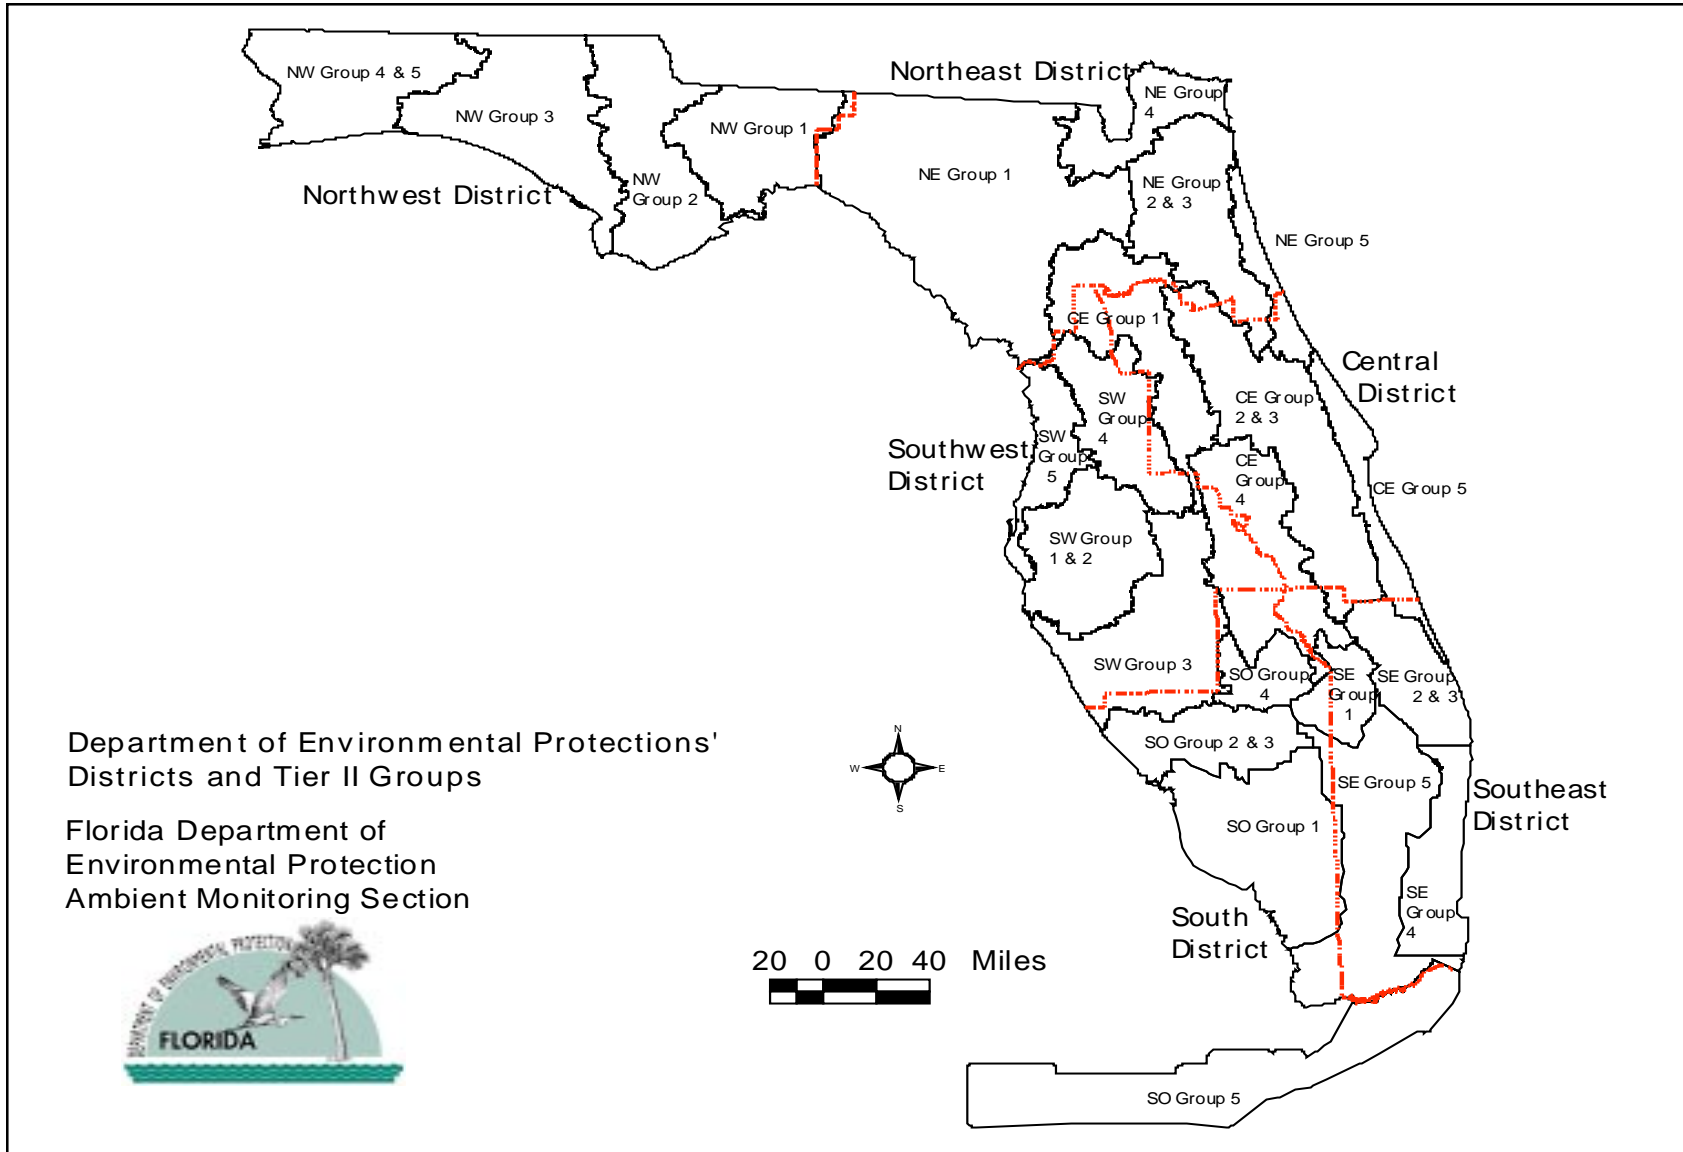 Northeast District
NW Group 4 & 5
NE Group
4
NW Group 3
NW Group 1
NE Group 1
NW
Group 2
NE Group
2 & 3
Northwest District
NE Group 5
CE Group 1
Central
District
SW
Group
4
CE Group
2 & 3
Southwest
District
SW
Group
5
CE
Group
4
CE Group 5
SW Group
1 & 2
SW Group 3
SO Group
4
SE
Group
1
SE Group
2 & 3
Department of Environmental Protections'
Districts and Tier II Groups
N
W
E
S
SO Group 2 & 3
SE Group 5
Southeast
District
SO Group 1
Florida Department of
Environmental Protection
Ambient Monitoring Section
SE
Group
4
South
District
DEPARTMENT OF ENVIRONMENTAL PROTECTION
FLORIDA
20 0 20 40 Miles
SO Group 5